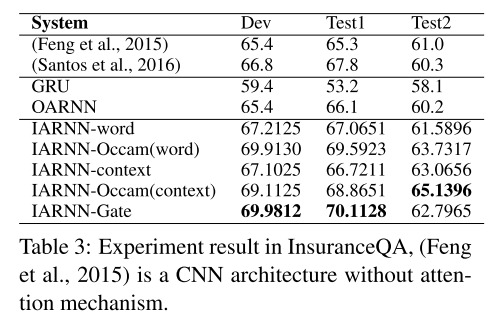 System Dev Test1 Test2
(Feng et al., 2015) 65.4 65.3 61.0
(Santos et al., 2016) 66.8 67.8 60.3
GRU 59.4 53.2 58.1
OARNN 65.4 66.1 60.2
IARNN-word 67.2125 67.0651 61.5896
IARNN-Occam(word) 69.9130 69.5923 63.7317
IARNN-context 67.1025 66.7211 63.0656
IARNN-Occam(context) 69.1125 68.8651 65.1396
IARNN-Gate 69.9812 70.1128 62.7965
Table 3: Experiment result in InsuranceQA, (Feng
et al., 2015) is a CNN architecture without atten-
tion mechanism.